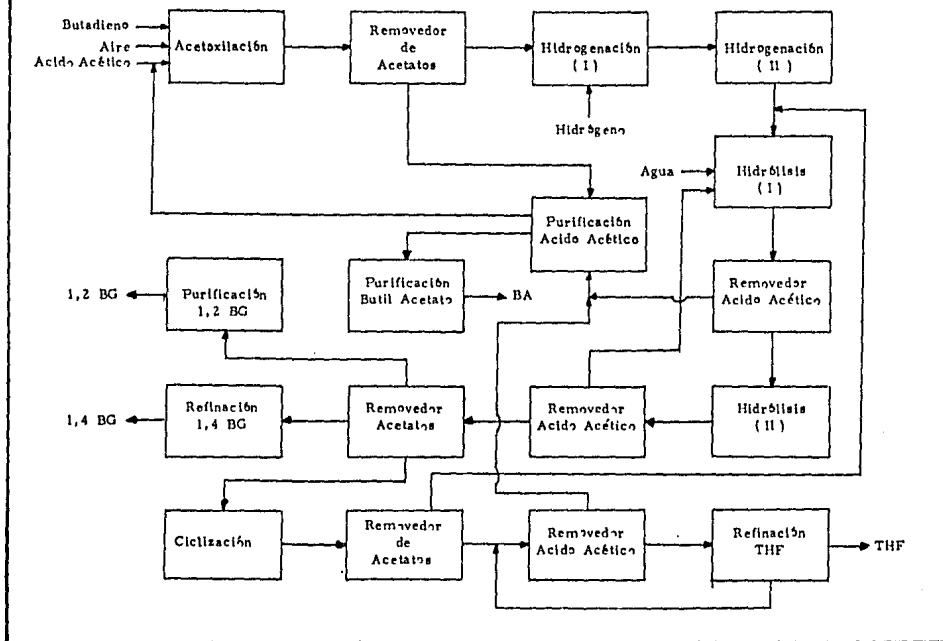 Butadieno
Aire
Acido Acético
Acetoxilación
Removedor
de
Acetatos
Hidrogenación
( I )
Hidrogenación
( II )
Hidrógeno
Agua
Hidrólisis
( I )
Purificación
Acido Acético
Purificación
Butil Acetato
BA
Removedor
Acido Acético
1,2 BG
Purificación
1,2 BG
1,4 BG
Refinación
1,4 BG
Removedor
Acetatos
Removedor
Acido Acético
Hidrólisis
( II )
Ciclización
Removedor
de
Acetatos
Removedor
Acido Acético
Refinación
THF
THF